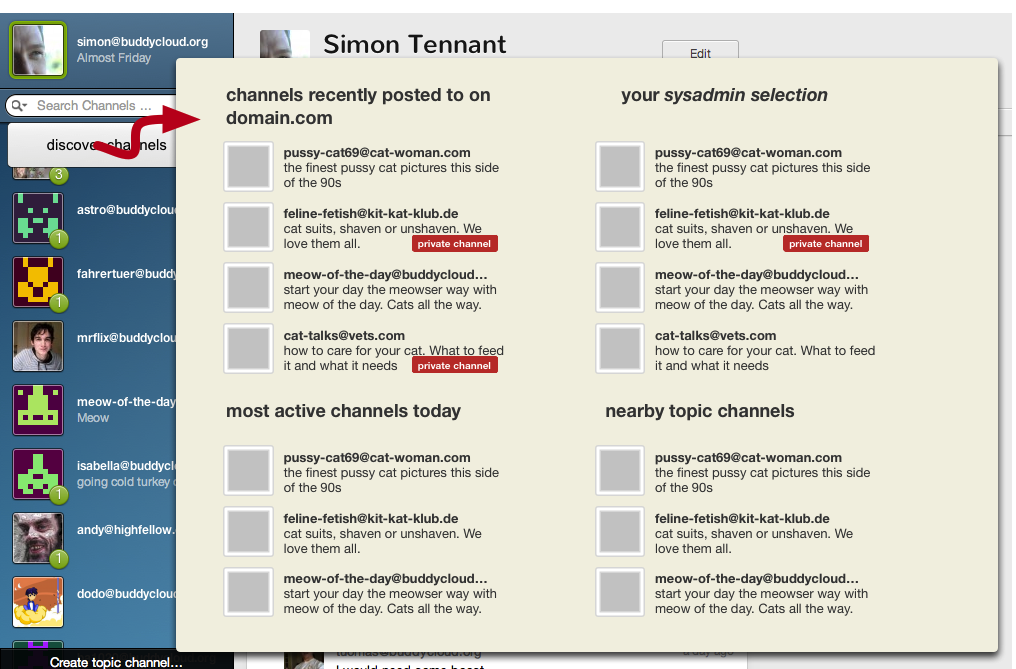 simon@buddycloud.org
Almost Friday
Search Channels ...
discover channels
3
astro@buddyclou
1
fahrertuer@buddy
1
mrflix@buddyclou
meow-of-the-day
Meow
isabella@buddycl
going cold turkey
1
andy@highfellow.
1
dodo@buddyclou
Create topic channel...
Simon Tennant
Edit
channels recently posted to on
domain.com
pussy-cat69@cat-woman.com
the finest pussy cat pictures this side
of the 90s
feline-fetish@kit-kat-klub.de
cat suits, shaven or unshaven. We
love them all.
private channel
meow-of-the-day@buddycloud...
start your day the meowser way with
meow of the day. Cats all the way.
cat-talks@vets.com
how to care for your cat. What to feed
it and what it needs
private channel
your sysadmin selection
pussy-cat69@cat-woman.com
the finest pussy cat pictures this side
of the 90s
feline-fetish@kit-kat-klub.de
cat suits, shaven or unshaven. We
love them all.
private channel
meow-of-the-day@buddycloud...
start your day the meowser way with
meow of the day. Cats all the way.
cat-talks@vets.com
how to care for your cat. What to feed
it and what it needs
most active channels today
pussy-cat69@cat-woman.com
the finest pussy cat pictures this side
of the 90s
feline-fetish@kit-kat-klub.de
cat suits, shaven or unshaven. We
love them all.
meow-of-the-day@buddycloud...
start your day the meowser way with
meow of the day. Cats all the way.
nearby topic channels
pussy-cat69@cat-woman.com
the finest pussy cat pictures this side
of the 90s
feline-fetish@kit-kat-klub.de
cat suits, shaven or unshaven. We
love them all.
meow-of-the-day@buddycloud...
start your day the meowser way with
meow of the day. Cats all the way.